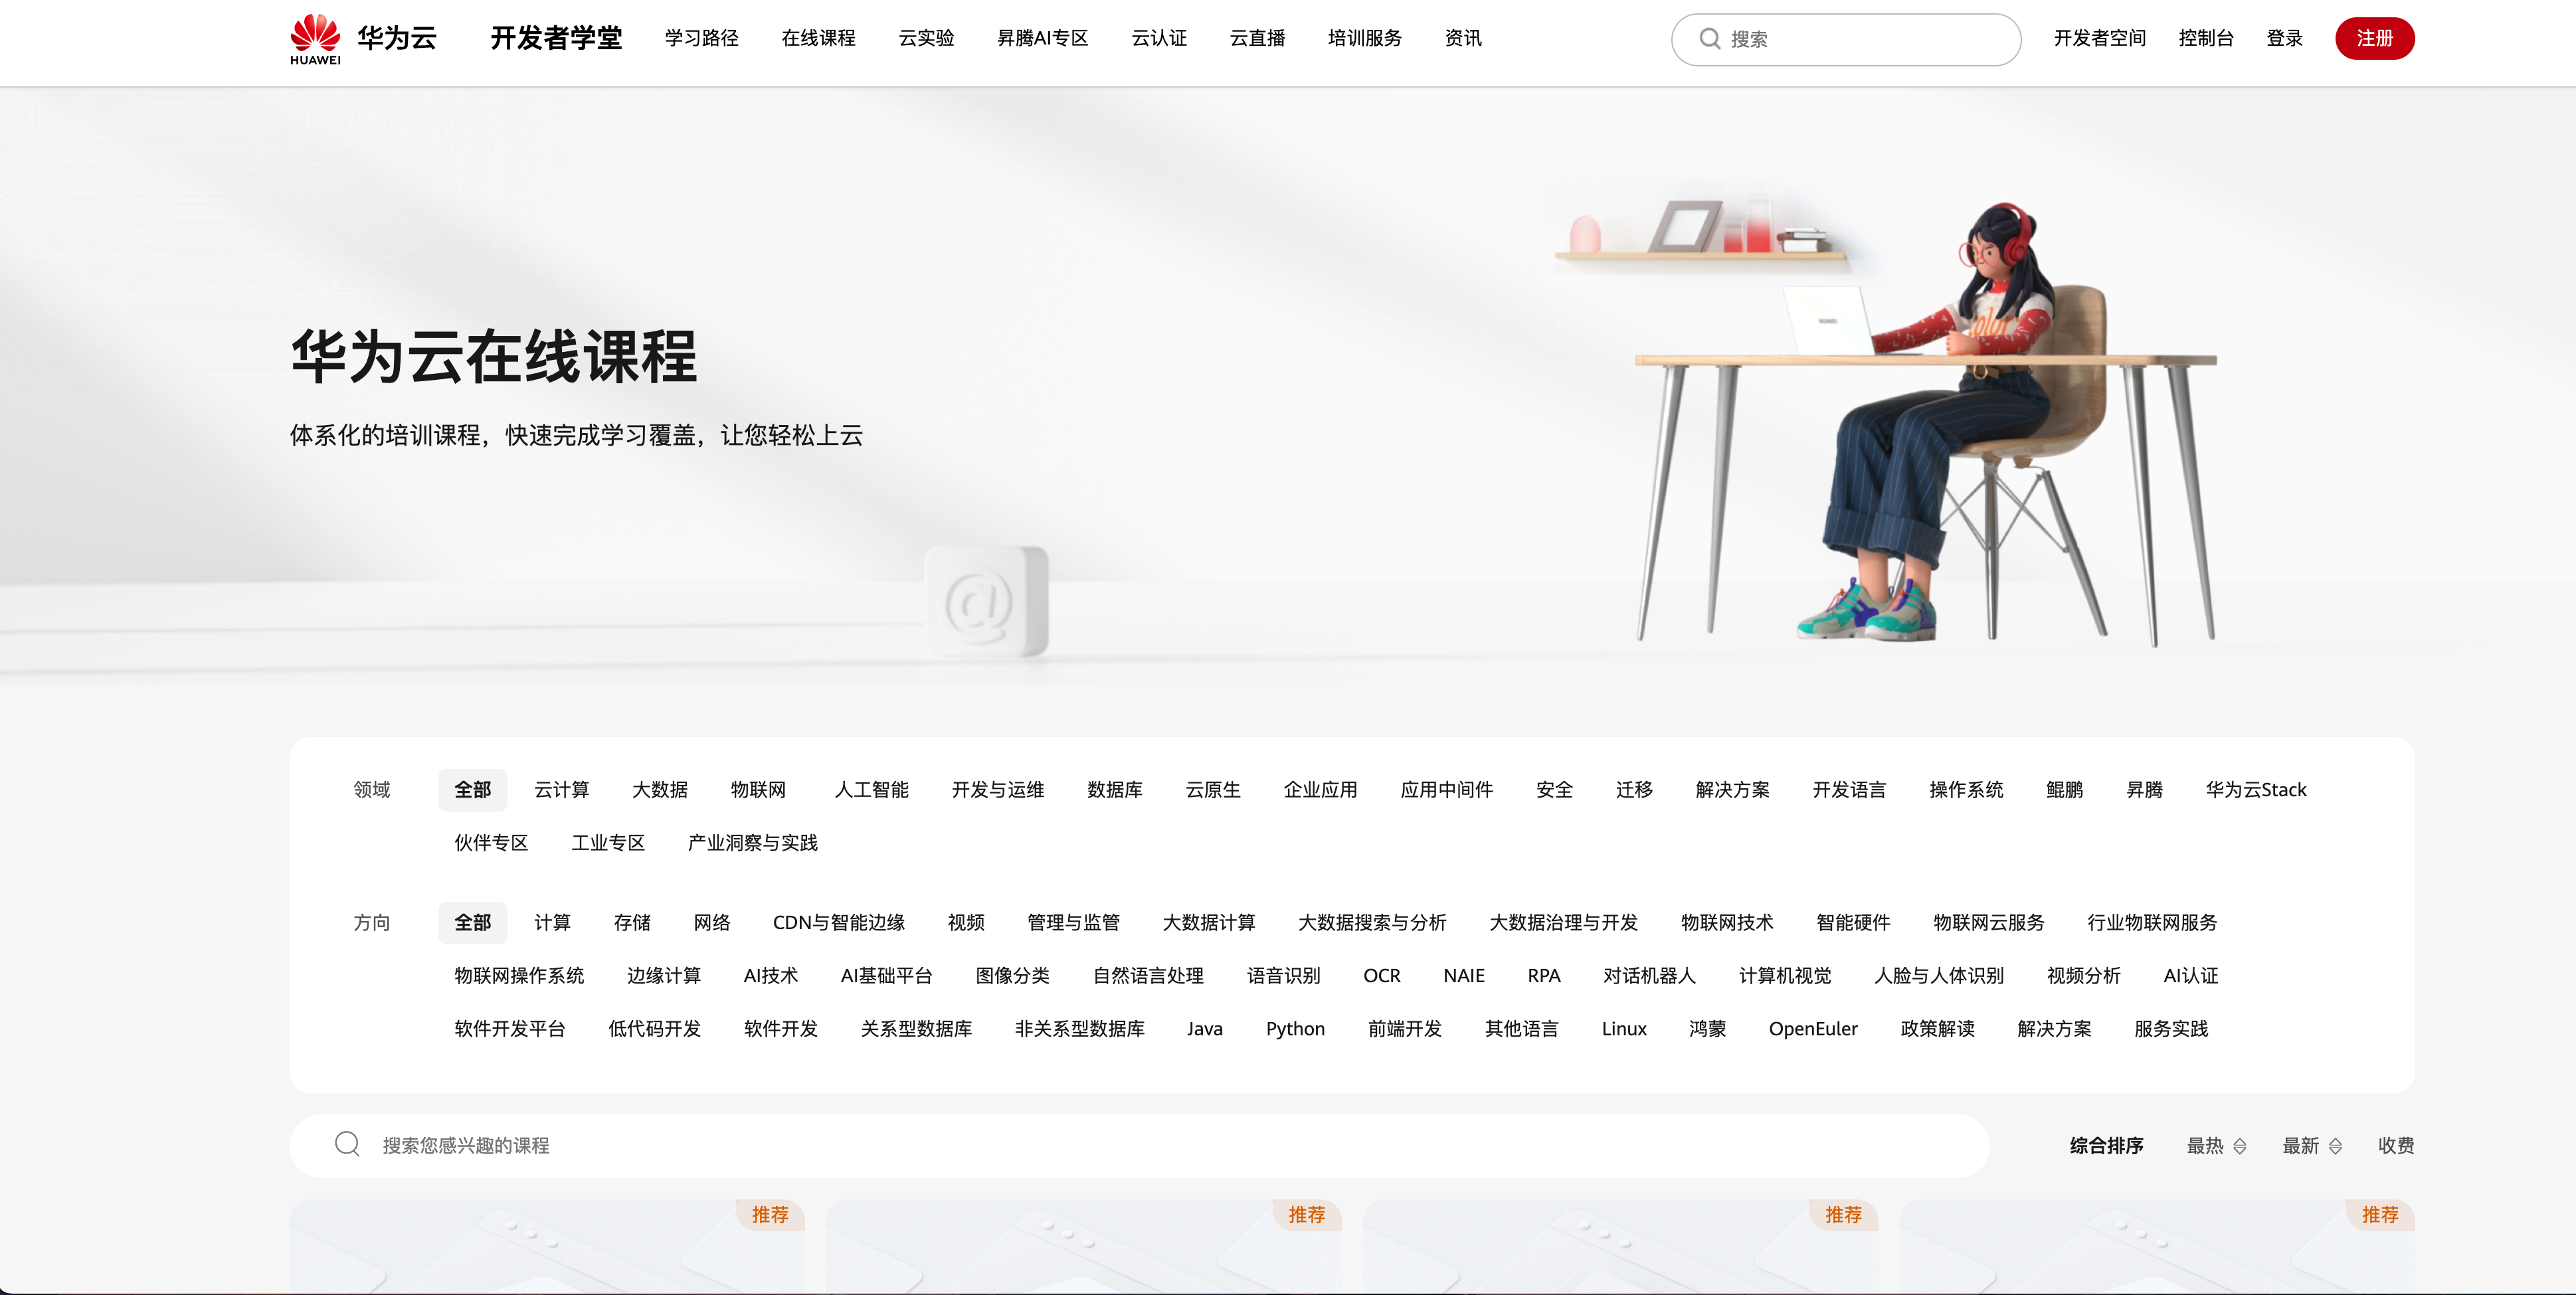 HUAWEI 华为云 开发者学堂 学习路径 在线课程 云实验 昇腾AI专区 云认证 云直播 培训服务 资讯 搜索 开发者空间 控制台 登录 注册
华为云在线课程
体系化的培训课程，快速完成学习覆盖，让您轻松上云
领域 全部 云计算 大数据 物联网 人工智能 开发与运维 数据库 云原生 企业应用 应用中间件 安全 迁移 解决方案 开发语言 操作系统 鲲鹏 昇腾 华为云Stack
伙伴专区 工业专区 产业洞察与实践
方向 全部 计算 存储 网络 CDN与智能边缘 视频 管理与监管 大数据计算 大数据搜索与分析 大数据治理与开发 物联网技术 智能硬件 物联网云服务 行业物联网服务
物联网操作系统 边缘计算 AI技术 AI基础平台 图像分类 自然语言处理 语音识别 OCR NAIE RPA 对话机器人 计算机视觉 人脸与人体识别 视频分析 AI认证
软件开发平台 低代码开发 软件开发 关系型数据库 非关系型数据库 Java Python 前端开发 其他语言 Linux 鸿蒙 OpenEuler 政策解读 解决方案 服务实践
搜索您感兴趣的课程 综合排序 最热 最新 收费
推荐 推荐 推荐 推荐